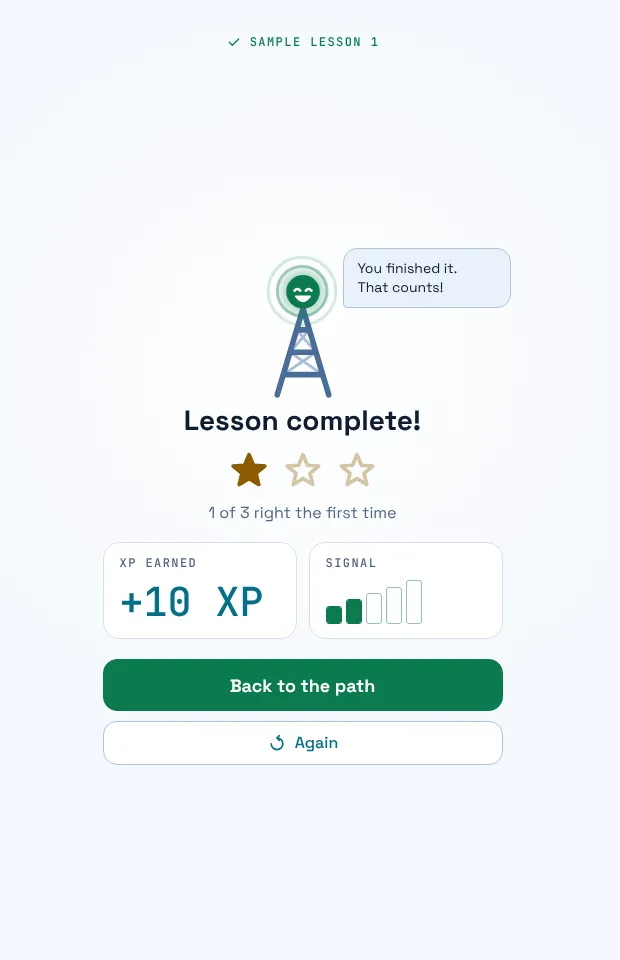 SAMPLE LESSON 1
You finished it.
That counts!
Lesson complete!
1 of 3 right the first time
XP EARNED
+10 XP
SIGNAL
Back to the path
Again